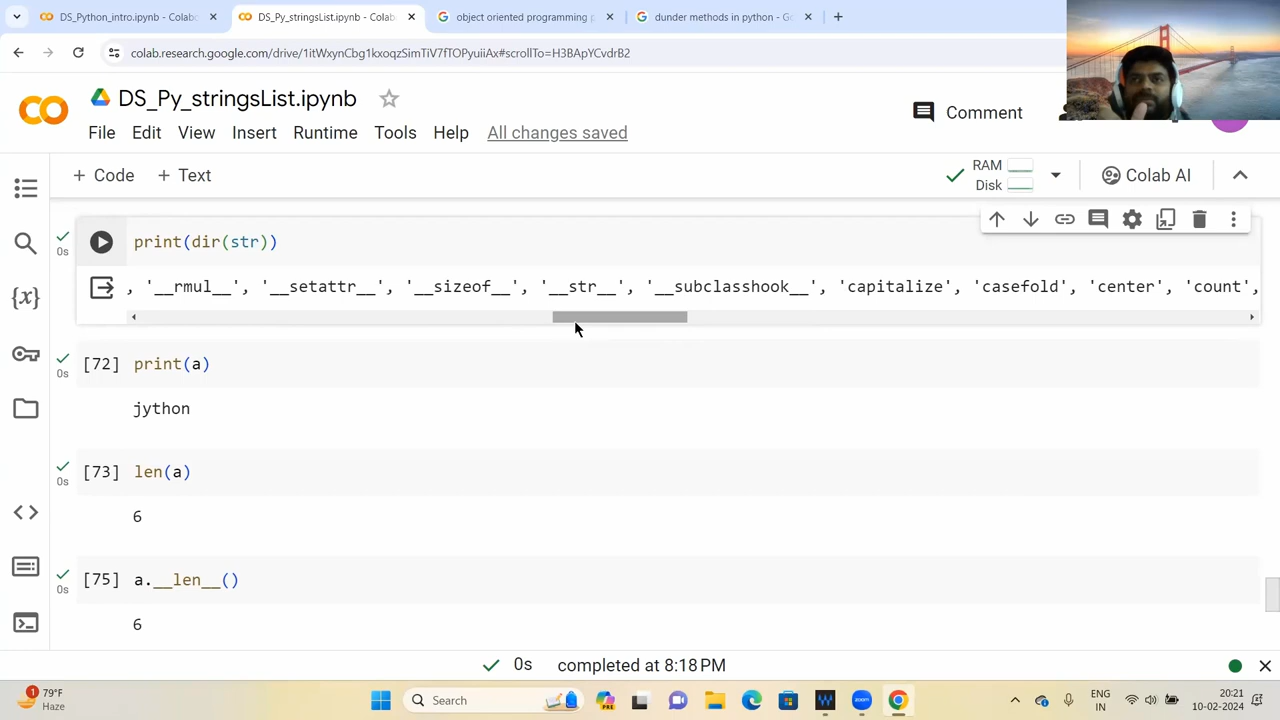 DS_Python_intro.ipynb - Colab
DS_Py_stringsList.ipynb - Colab
object oriented programming p
dunder methods in python - G
colab.research.google.com/drive/1itWxynCbg1kxoqzSimTiV7fTOPyuiiAx#scrollTo=H3BApYCvdrB2
DS_Py_stringsList.ipynb
Comment
File Edit View Insert Runtime Tools Help All changes saved
+ Code + Text
RAM
Disk
Colab AI
0s
print(dir(str))
, '__rmul__', '__setattr__', '__sizeof__', '__str__', '__subclasshook__', 'capitalize', 'casefold', 'center', 'count',
[72] print(a)
0s
jython
[73] len(a)
0s
6
[75] a.__len__()
0s
6
0s completed at 8:18 PM
1
79°F
Haze
Search
PRE
zoom
ENG
IN
20:21
10-02-2024